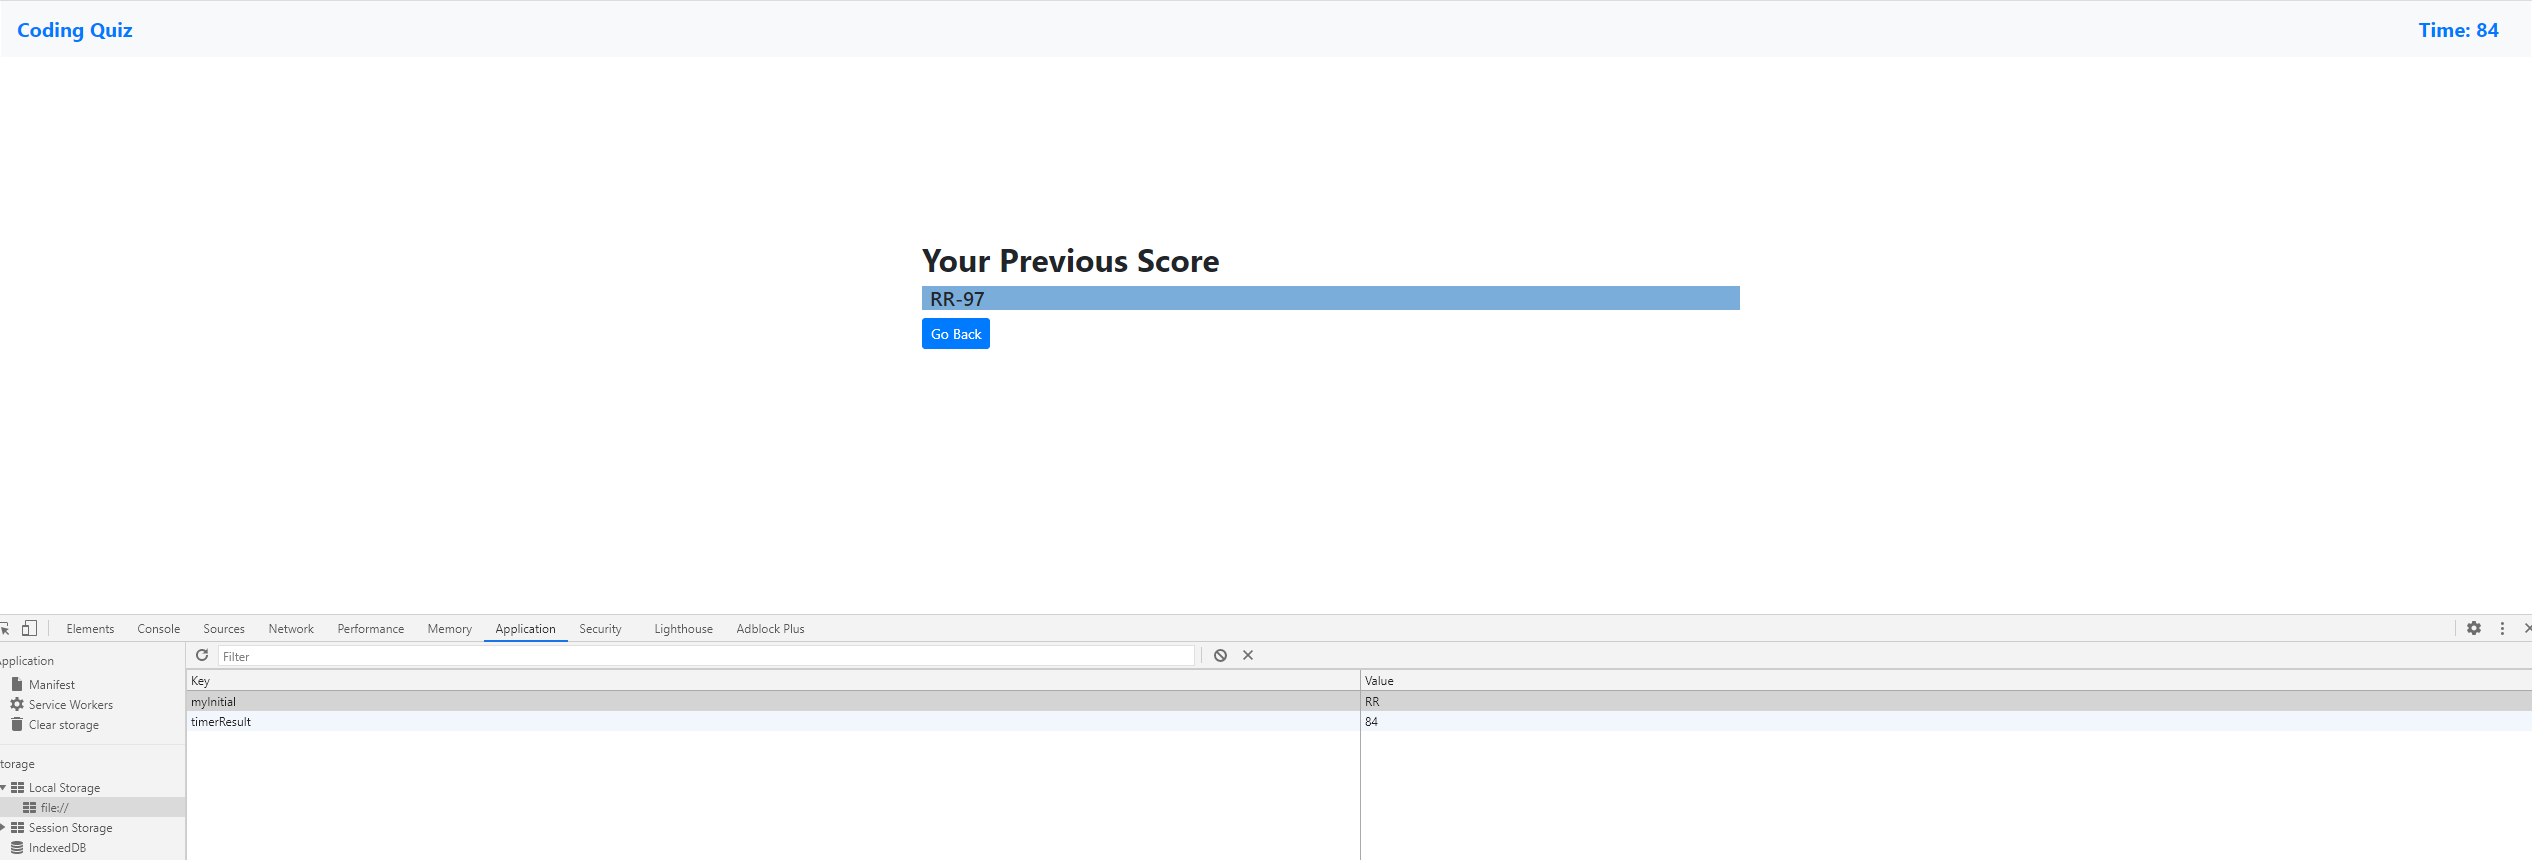 Coding Quiz
Time: 84
Your Previous Score
RR-97
Go Back
Elements Console Sources Network Performance Memory Application Security Lighthouse Adblock Plus
pplication
Filter
Manifest
Service Workers
Clear storage
torage
Local Storage
file://
Session Storage
IndexedDB
Key Value
myInitial RR
timerResult 84